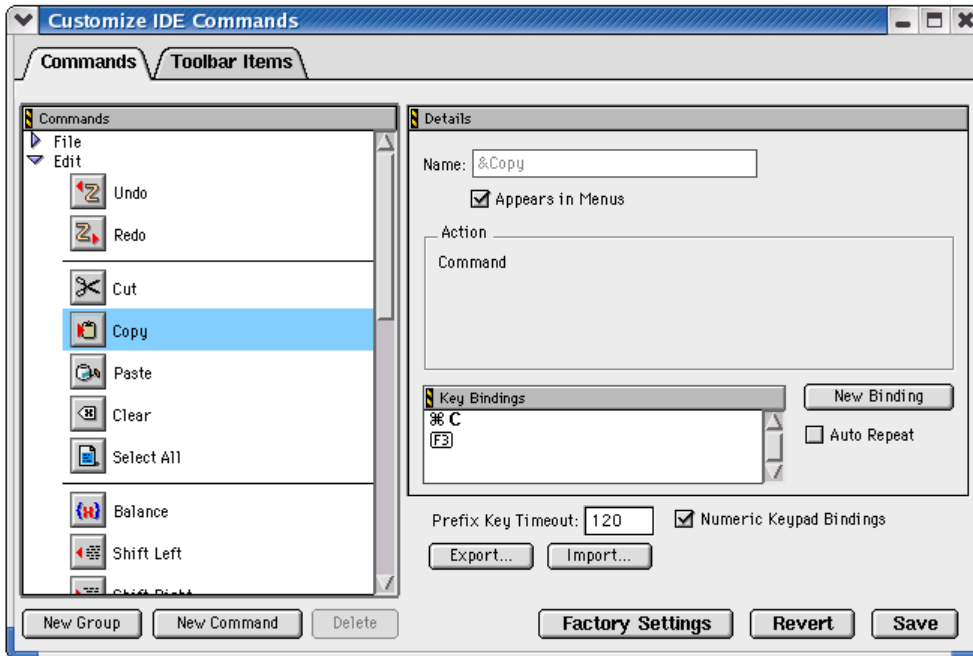 Customize IDE Commands
Commands
Toolbar Items
Commands
File
Edit
Undo
Redo
Cut
Copy
Paste
Clear
Select All
Balance
Shift Left
Shift Right
New Group
New Command
Delete
Details
Name: &Copy
Appears in Menus
Action
Command
Key Bindings
⌘ C
F3
New Binding
Auto Repeat
Prefix Key Timeout: 120
Numeric Keypad Bindings
Export...
Import...
Factory Settings
Revert
Save